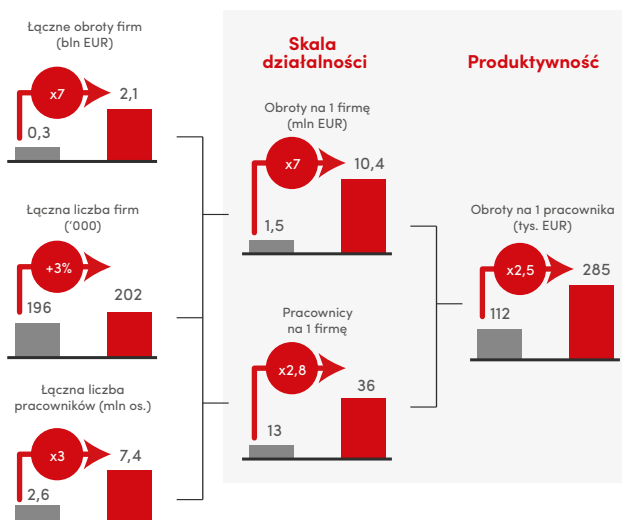 Łączne obroty firm
(bln EUR)
x7
2,1
0,3
Łączna liczba firm
('000)
+3%
196
202
Łączna liczba
pracowników (mln os.)
x3
7,4
2,6
Skala
działalności
Obroty na 1 firmę
(mln EUR)
x7
10,4
1,5
Pracownicy
na 1 firmę
x2,8
36
13
Produktywność
Obroty na 1 pracownika
(tys. EUR)
x2,5
285
112